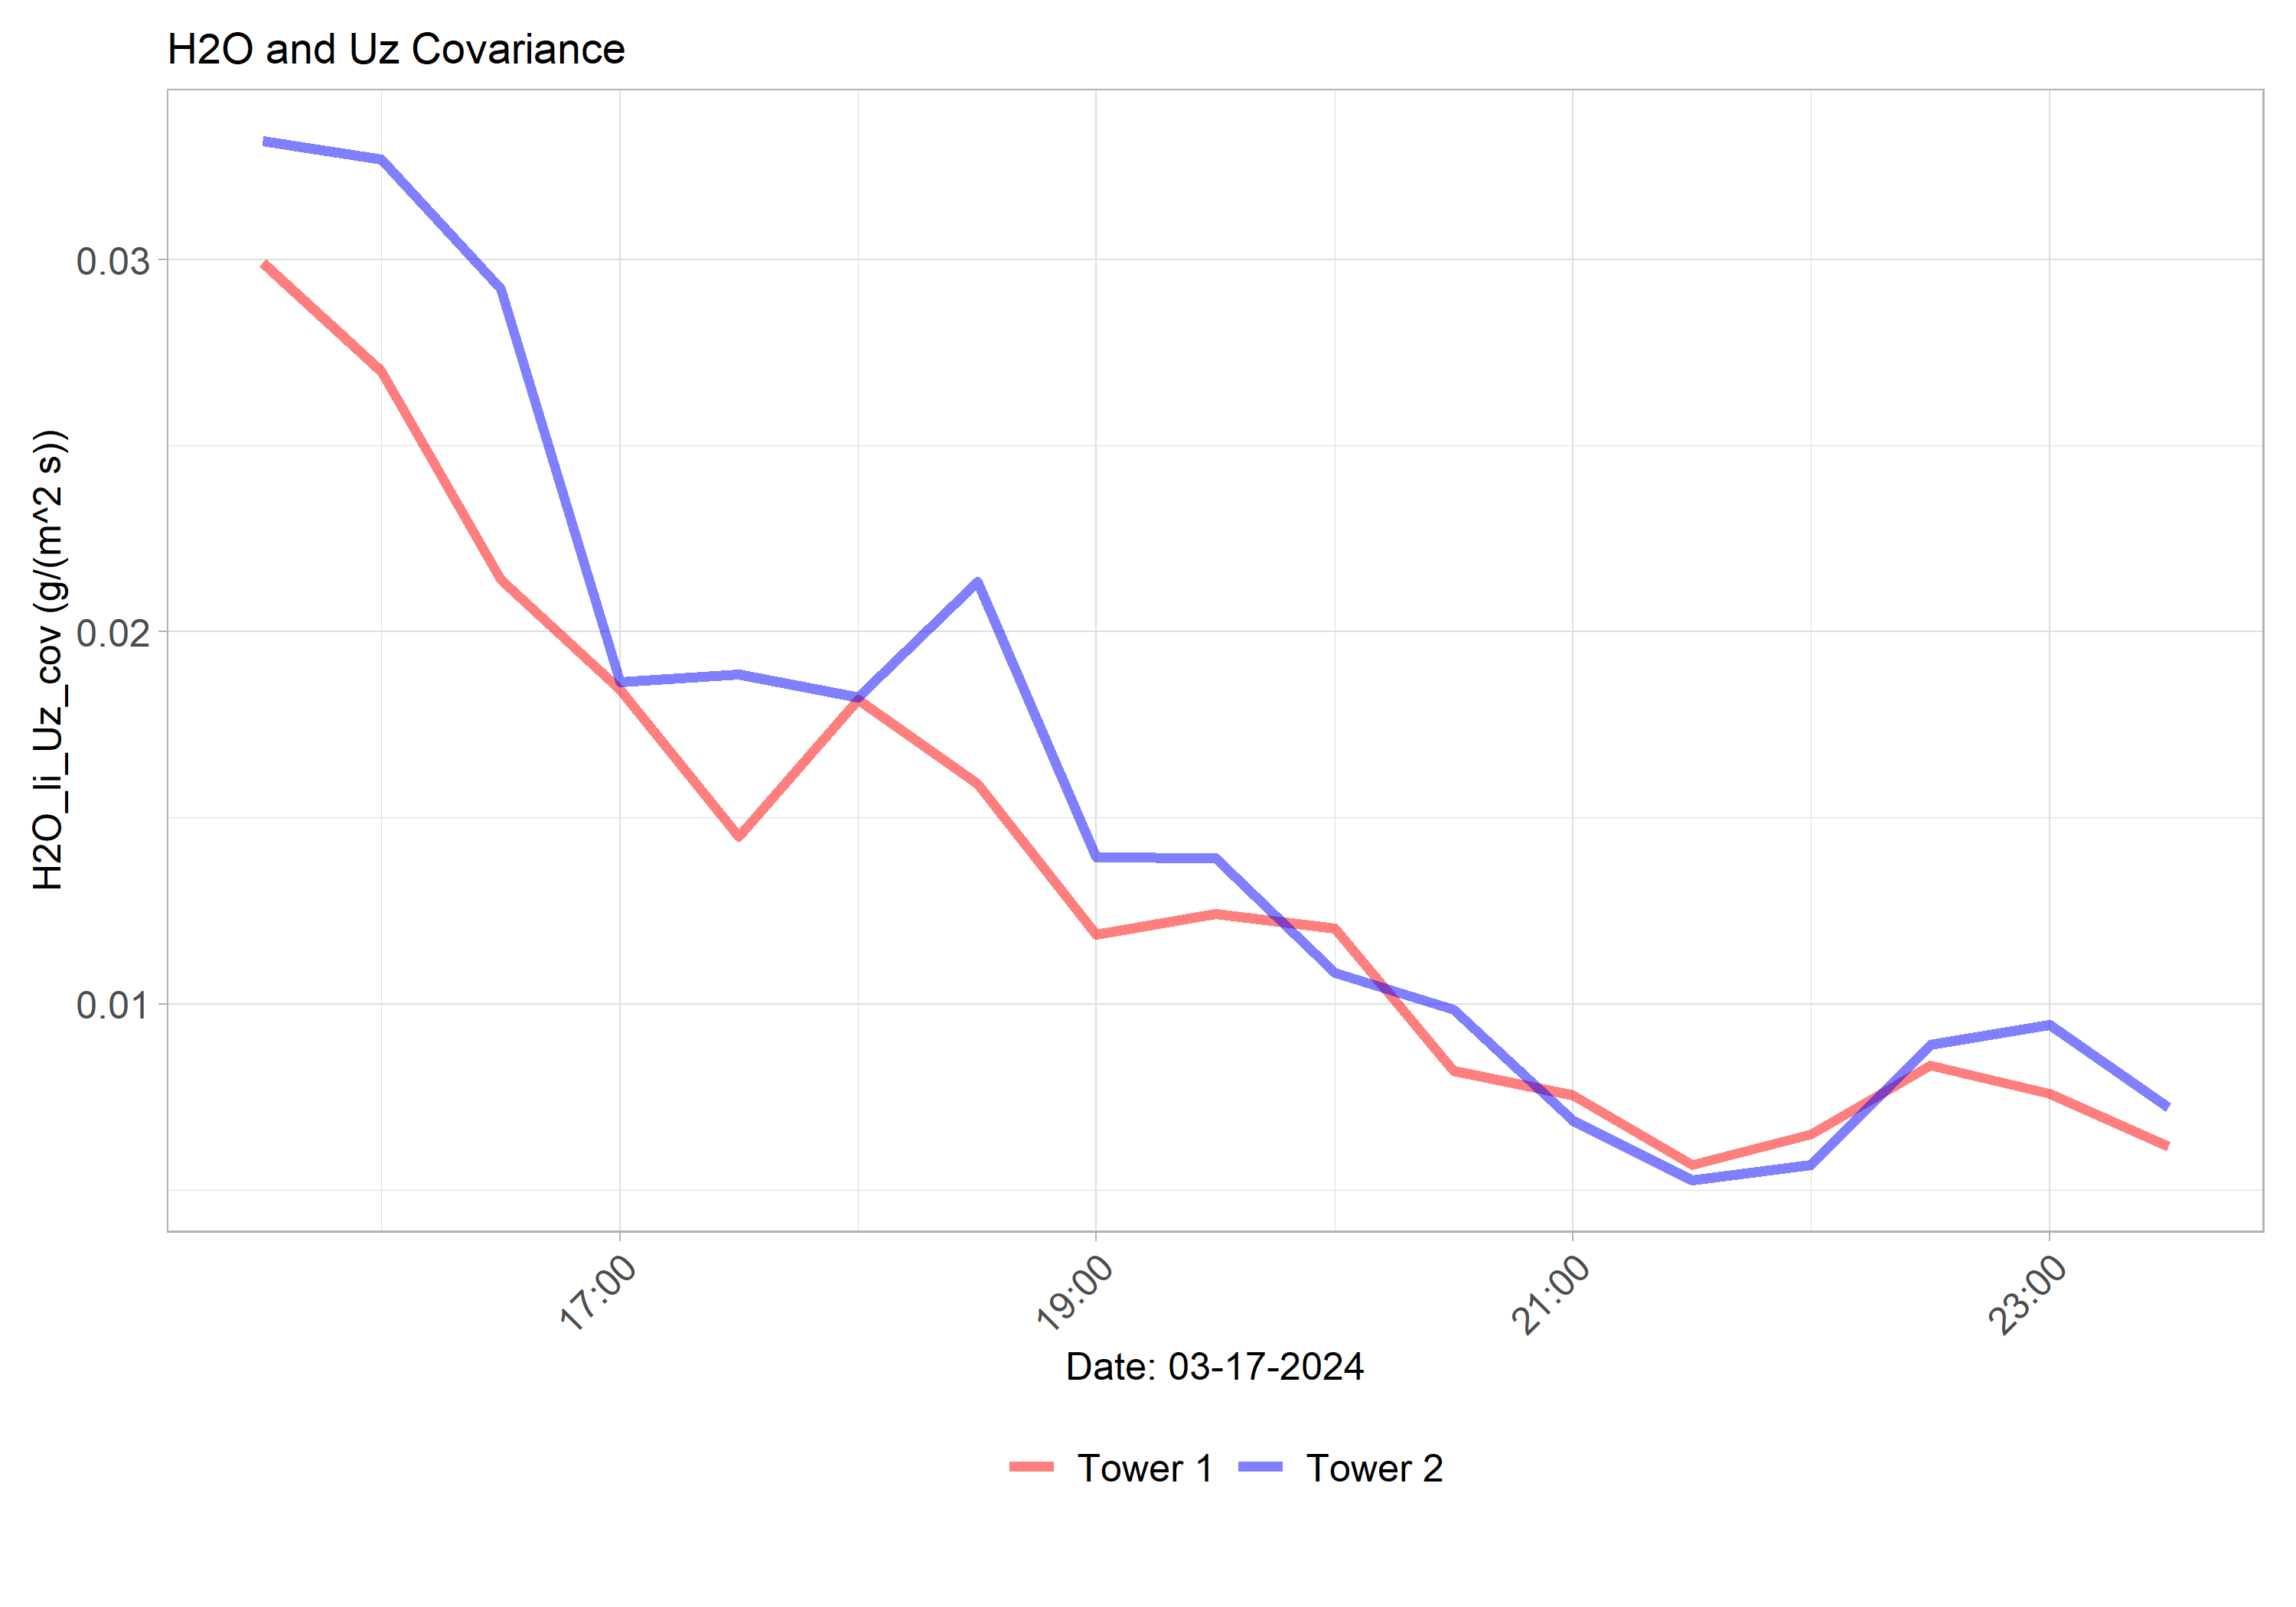 H2O and Uz Covariance
H2O_li_Uz_cov (g/(m^2 s))
0.03
0.02
0.01
17:00
19:00
21:00
23:00
Date: 03-17-2024
Tower 1
Tower 2